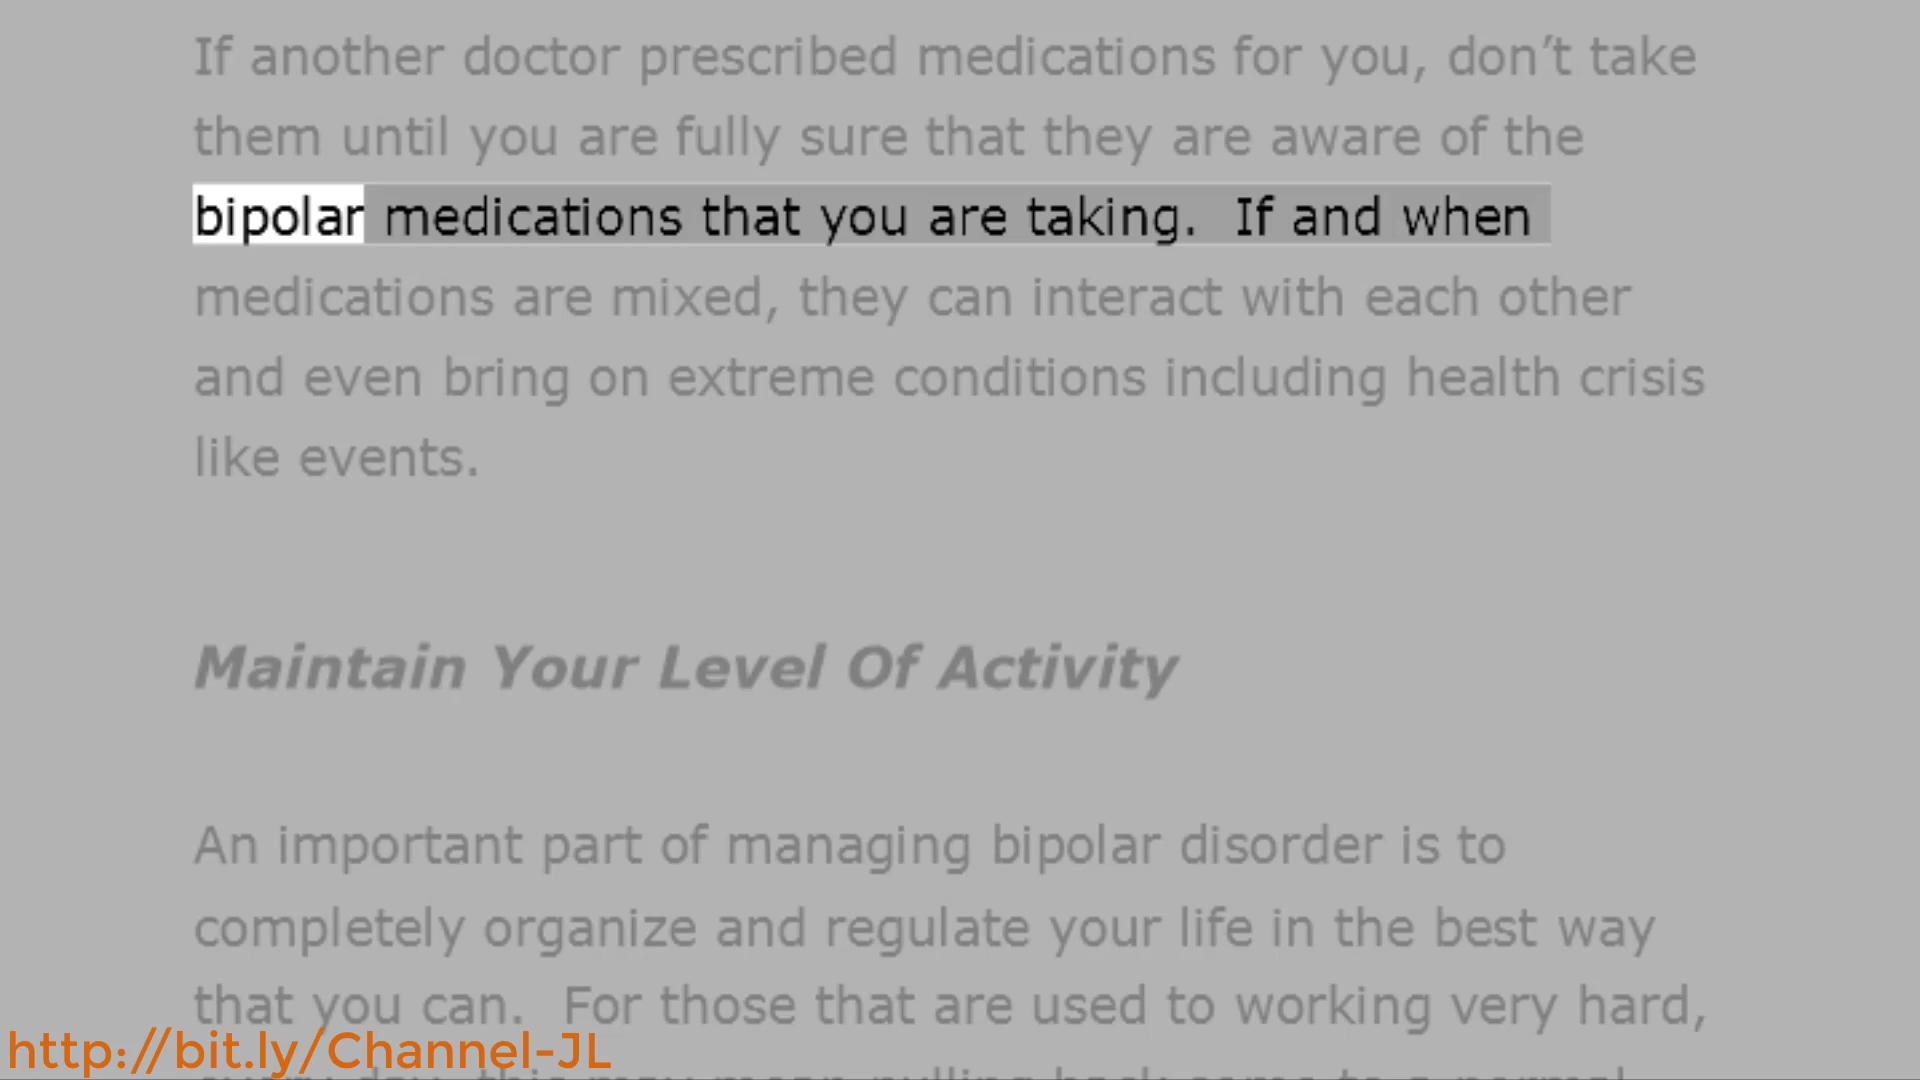 If another doctor prescribed medications for you, don’t take
them until you are fully sure that they are aware of the
bipolar medications that you are taking.  If and when
medications are mixed, they can interact with each other
and even bring on extreme conditions including health crisis
like events.
Maintain Your Level Of Activity
An important part of managing bipolar disorder is to
completely organize and regulate your life in the best way
that you can.  For those that are used to working very hard,
http://bit.ly/Channel-JL